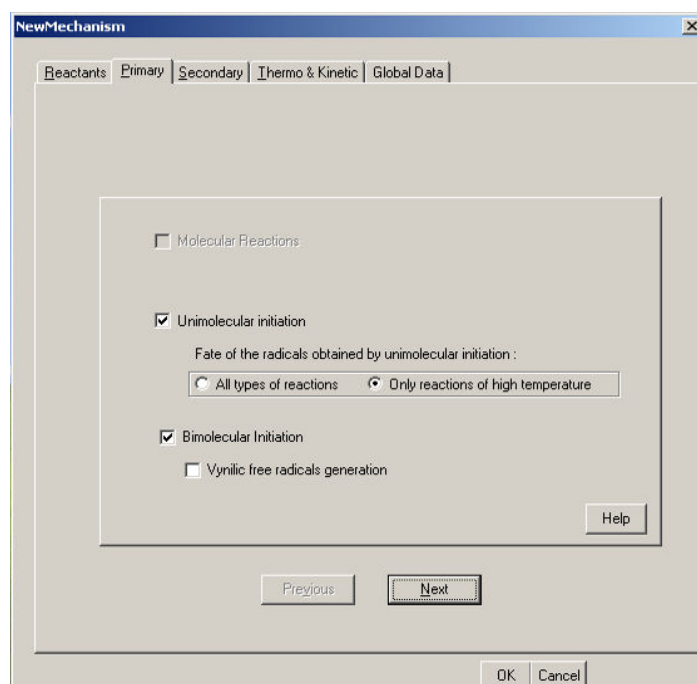 NewMechanism
Reactants Primary Secondary Thermo & Kinetic Global Data
Molecular Reactions
Unimolecular initiation
Fate of the radicals obtained by unimolecular initiation :
All types of reactions Only reactions of high temperature
Bimolecular Initiation
Vynilic free radicals generation
Help
Previous Next
OK Cancel